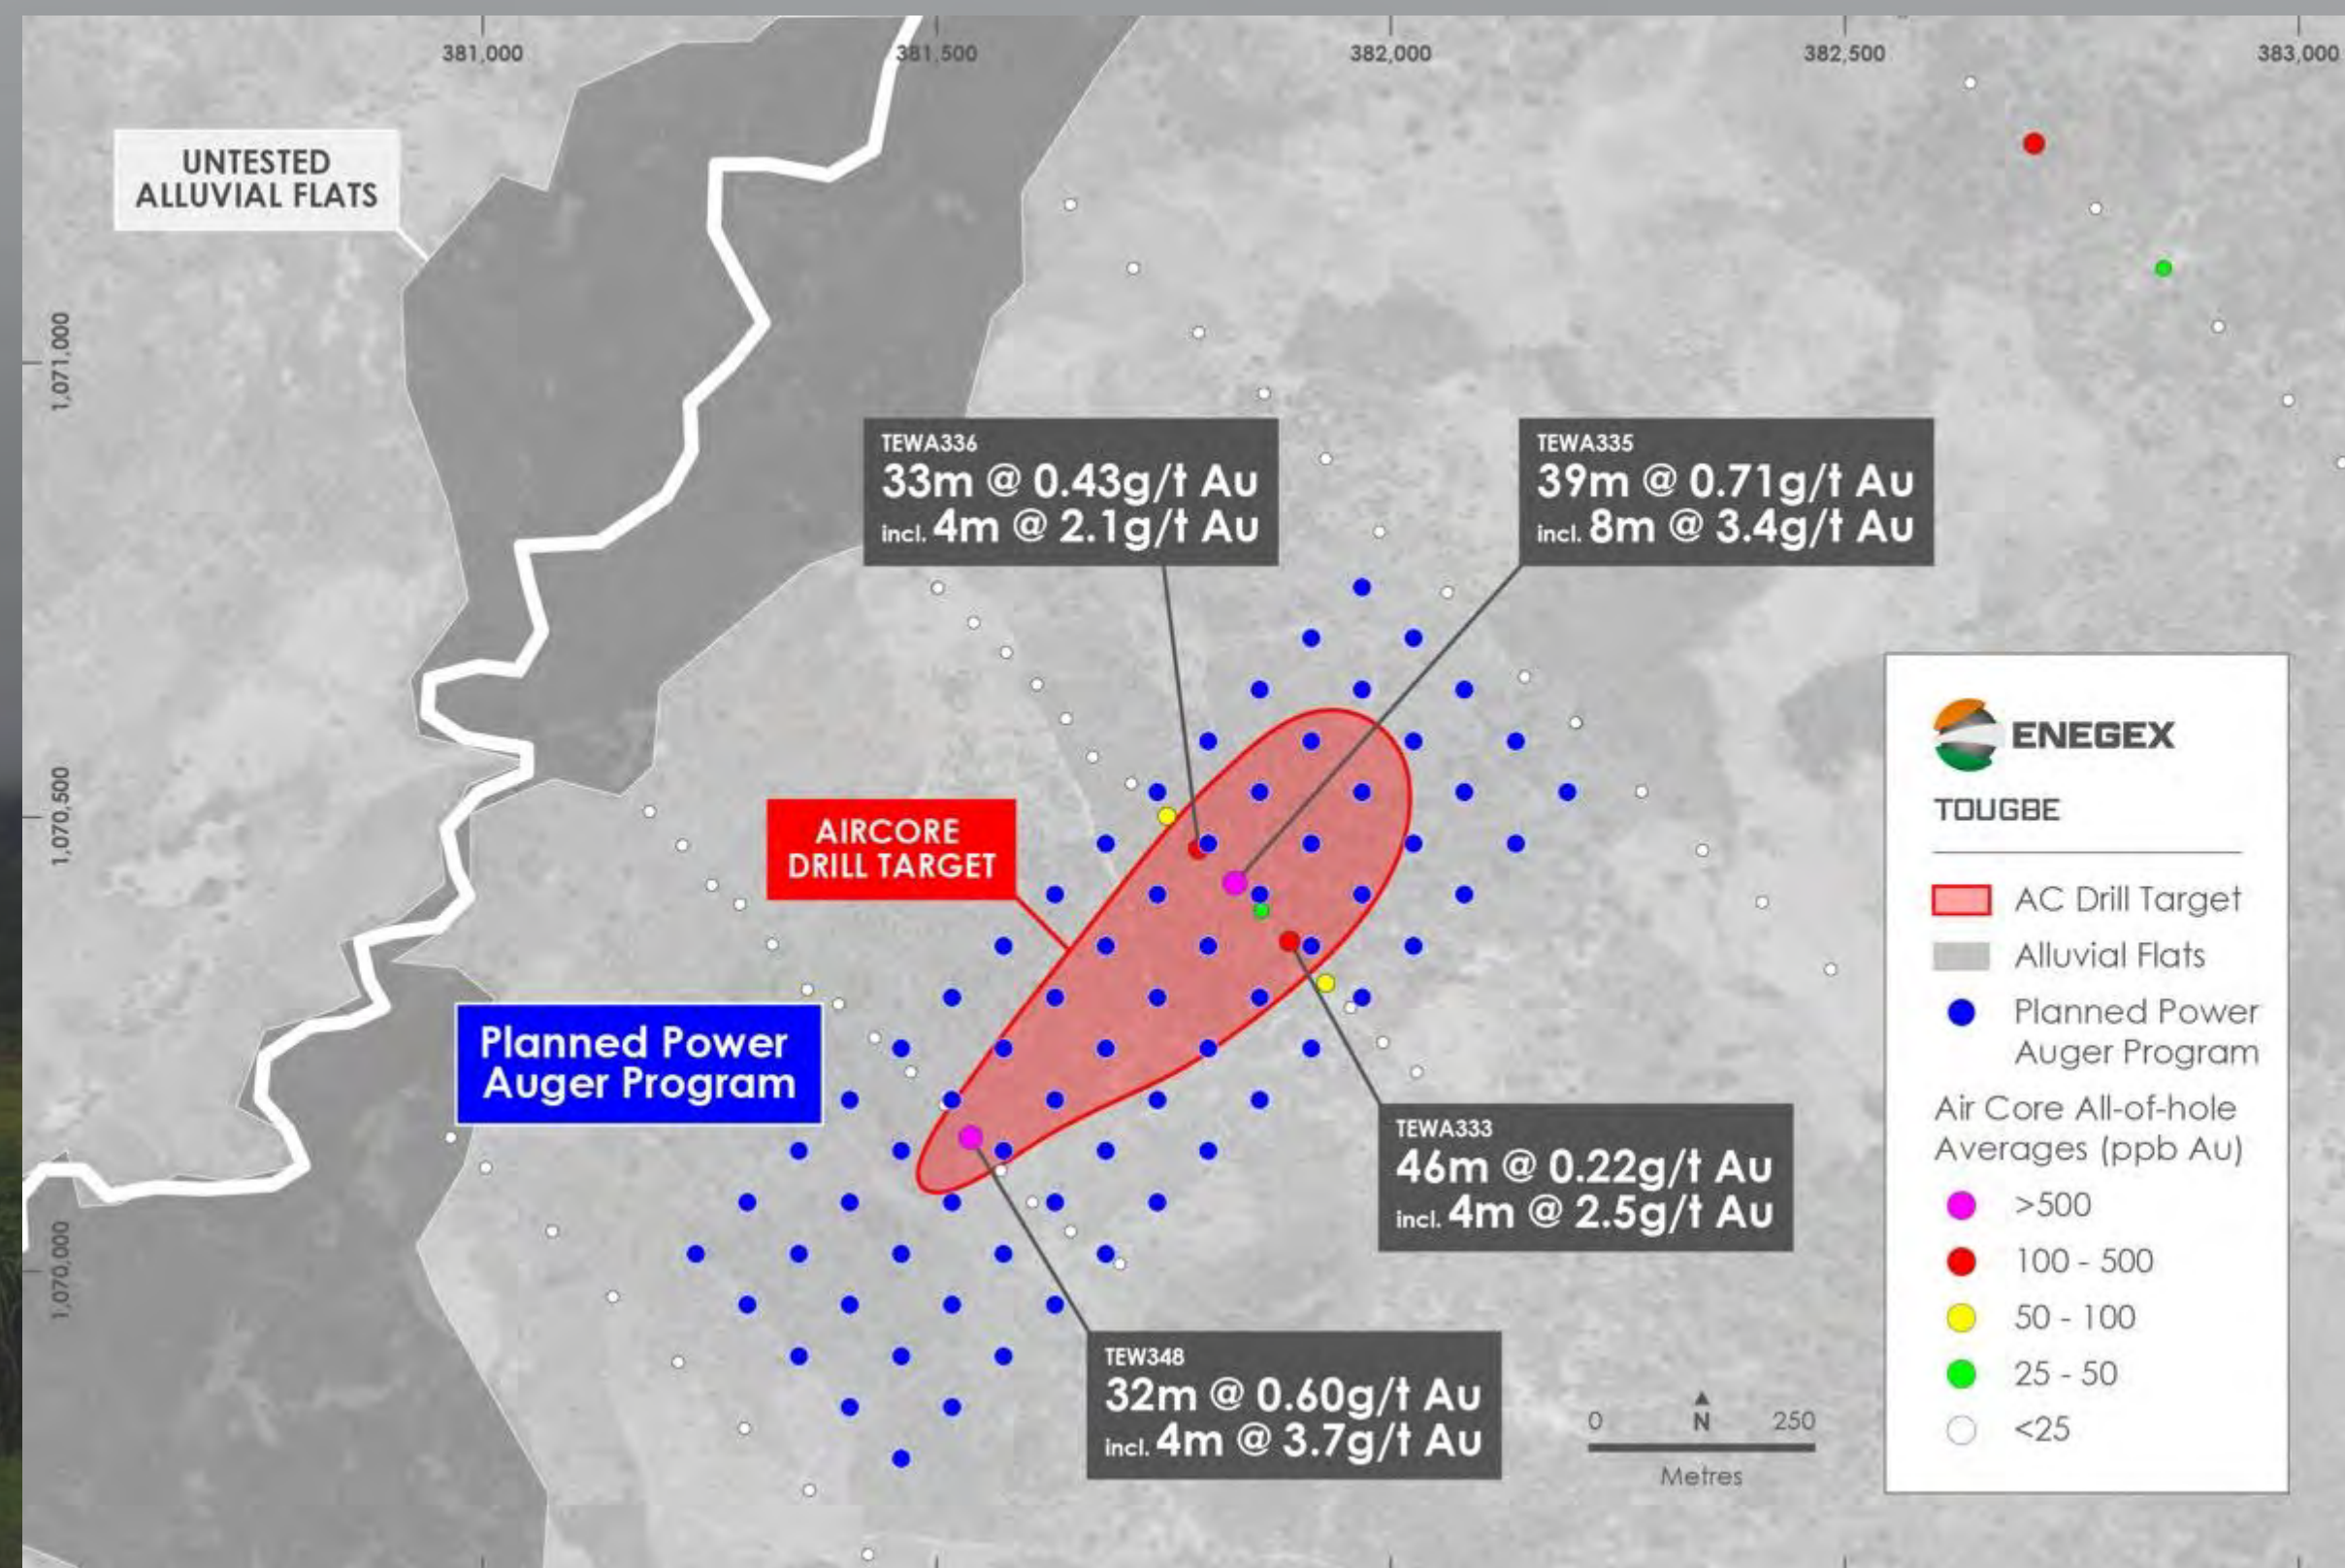 381,000
381,500
382,000
382,500
383,000
UNTESTED
ALLUVIAL FLATS
1,071,000
1,070,500
1,070,000
TEWA336
33m @ 0.43g/t Au
incl. 4m @ 2.1g/t Au
TEWA335
39m @ 0.71g/t Au
incl. 8m @ 3.4g/t Au
AIRCORE
DRILL TARGET
Planned Power
Auger Program
TEWA333
46m @ 0.22g/t Au
incl. 4m @ 2.5g/t Au
TEW348
32m @ 0.60g/t Au
incl. 4m @ 3.7g/t Au
0 N 250
Metres
ENEGEX
TOUGBE
AC Drill Target
Alluvial Flats
Planned Power
Auger Program
Air Core All-of-hole
Averages (ppb Au)
>500
100 - 500
50 - 100
25 - 50
<25